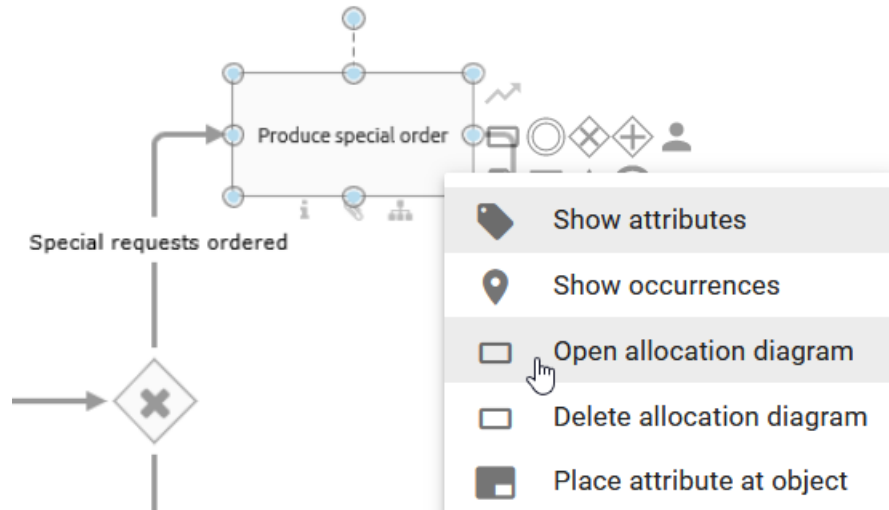 Produce special order
Special requests ordered
Show attributes
Show occurrences
Open allocation diagram
Delete allocation diagram
Place attribute at object